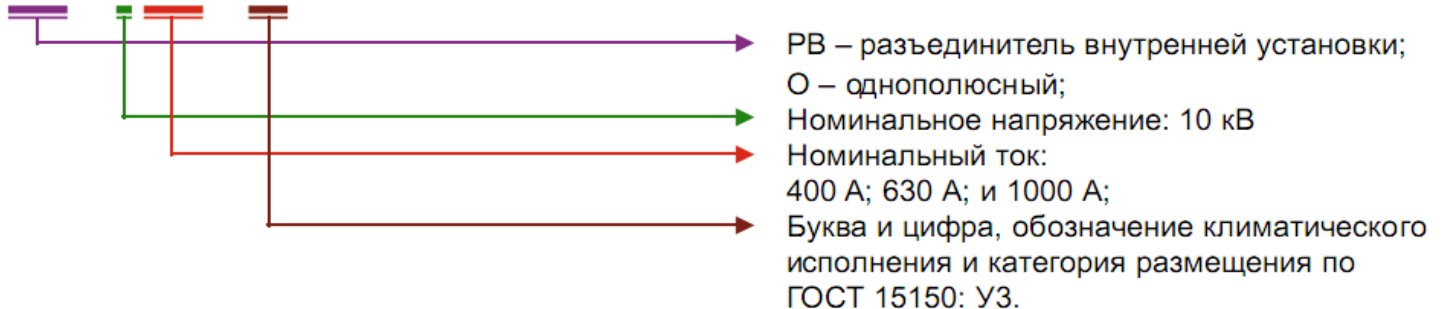 РВ – разъединитель внутренней установки;
О – однополюсный;
Номинальное напряжение: 10 кВ
Номинальный ток:
400 А; 630 А; и 1000 А;
Буква и цифра, обозначение климатического
исполнения и категория размещения по
ГОСТ 15150: У3.